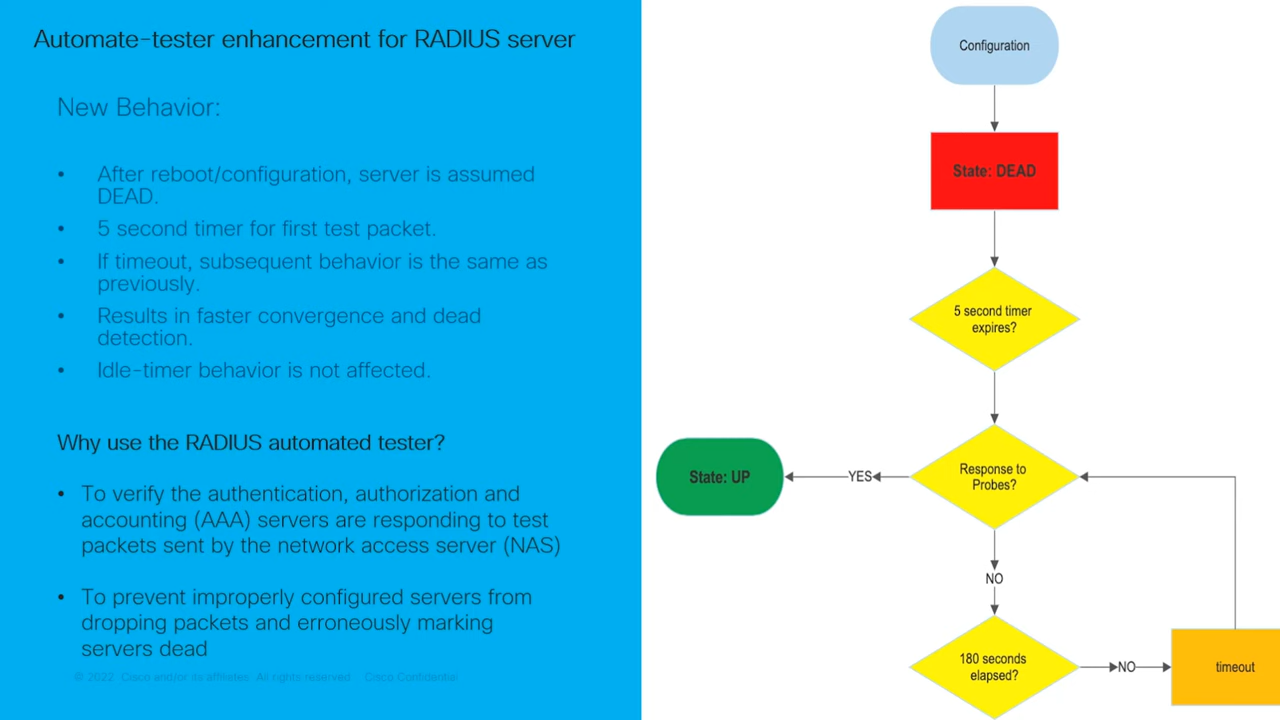 Automate-tester enhancement for RADIUS server
New Behavior:
• After reboot/configuration, server is assumed
DEAD.
• 5 second timer for first test packet.
• If timeout, subsequent behavior is the same as
previously.
• Results in faster convergence and dead
detection.
• Idle-timer behavior is not affected.
Why use the RADIUS automated tester?
• To verify the authentication, authorization and
accounting (AAA) servers are responding to test
packets sent by the network access server (NAS)
• To prevent improperly configured servers from
dropping packets and erroneously marking
servers dead
© 2022 Cisco and/or its affiliates. All rights reserved. Cisco Confidential
Configuration
State: DEAD
5 second timer
expires?
Response to
Probes?
YES
State: UP
NO
180 seconds
elapsed?
NO
timeout